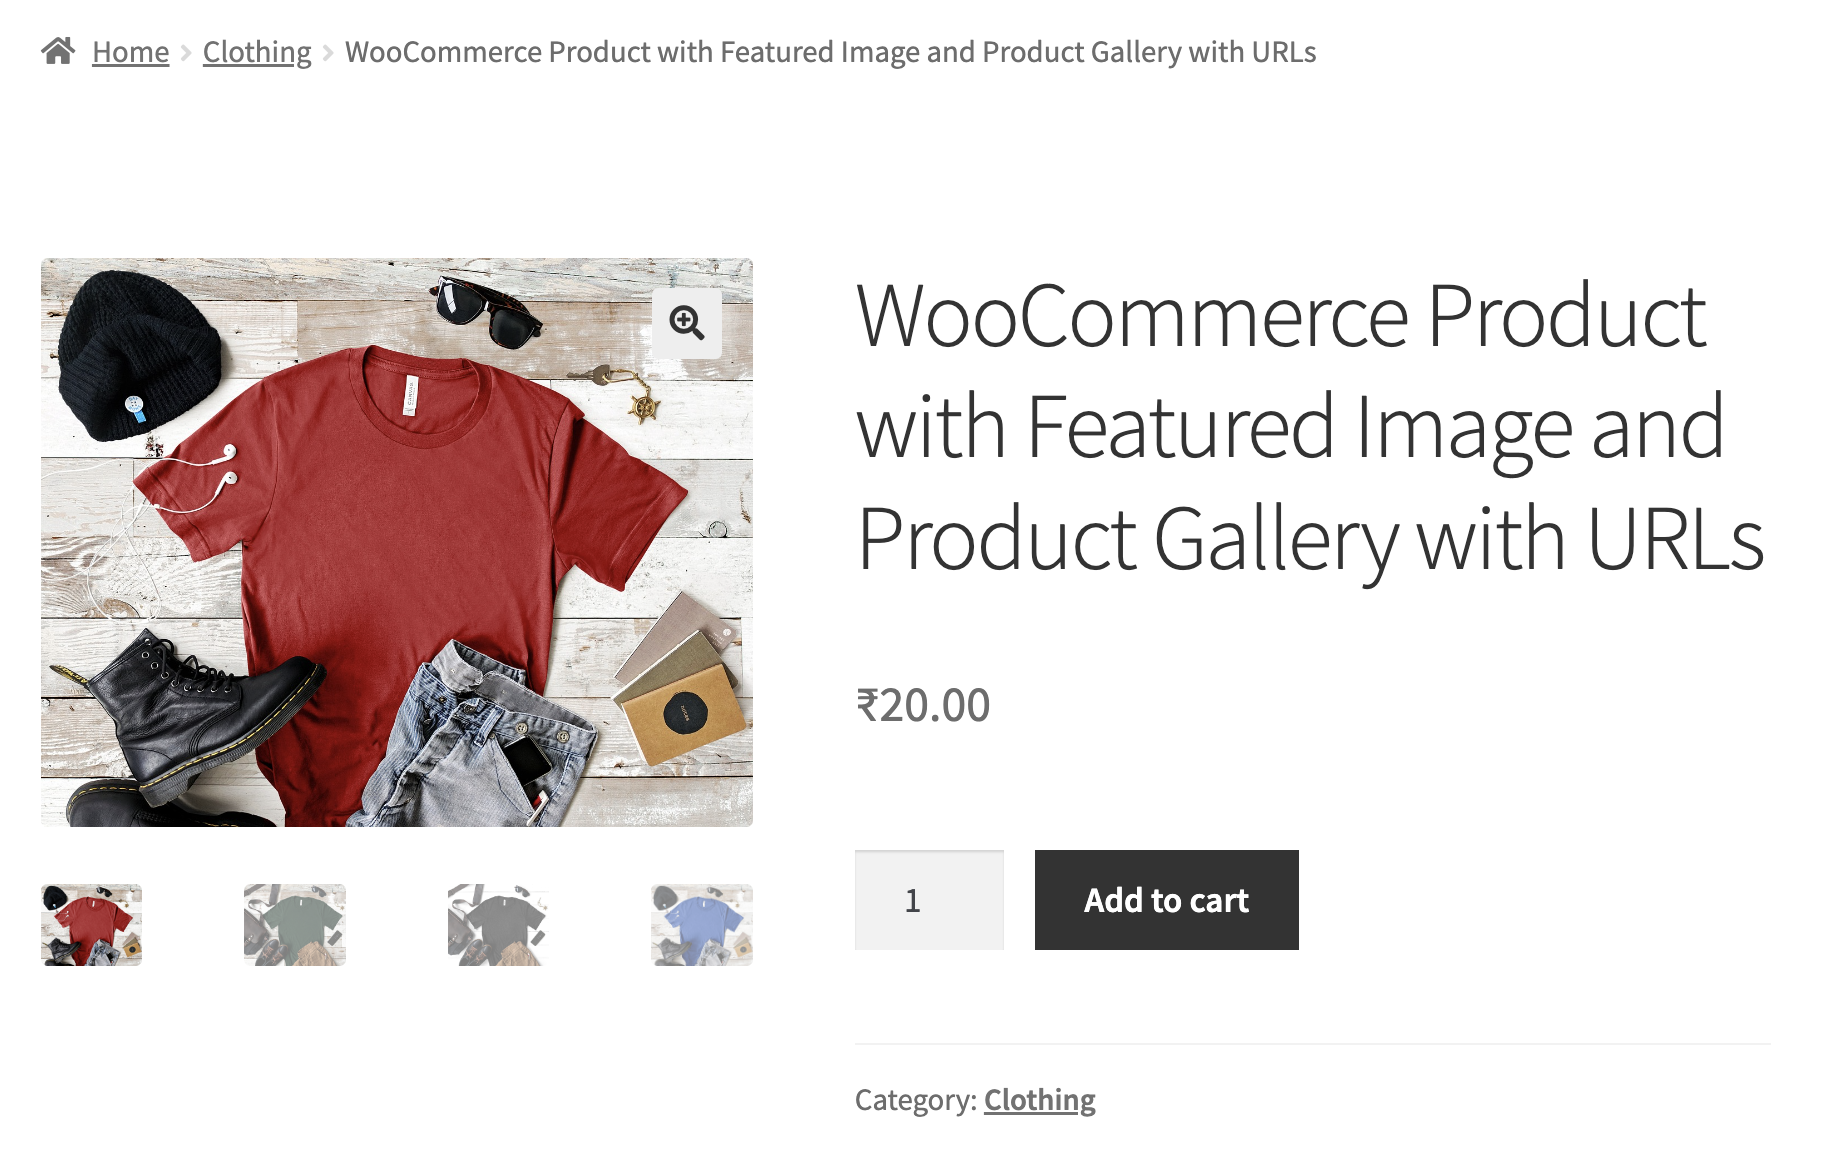 Home Clothing WooCommerce Product with Featured Image and Product Gallery with URLs
CANVAS
WooCommerce Product
with Featured Image and
Product Gallery with URLs
₹20.00
1 Add to cart
Category: Clothing